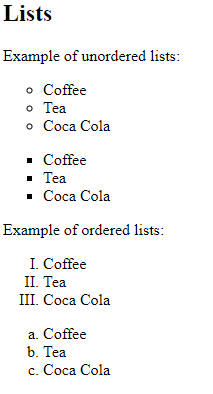 Lists
Example of unordered lists:
○ Coffee
○ Tea
○ Coca Cola
▪ Coffee
▪ Tea
▪ Coca Cola
Example of ordered lists:
I. Coffee
II. Tea
III. Coca Cola
a. Coffee
b. Tea
c. Coca Cola